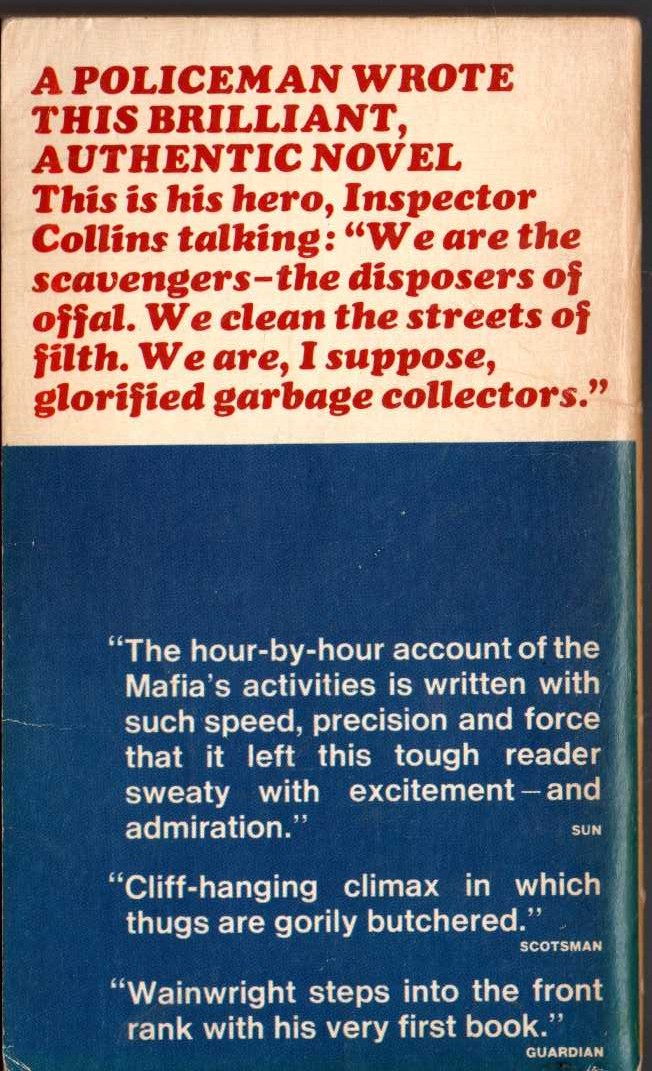 A POLICEMAN WROTE
THIS BRILLIANT,
AUTHENTIC NOVEL
This is his hero, Inspector
Collins talking: “We are the
scavengers–the disposers of
offal. We clean the streets of
filth. We are, I suppose,
glorified garbage collectors.”
“The hour-by-hour account of the
Mafia’s activities is written with
such speed, precision and force
that it left this tough reader
sweaty with excitement – and
admiration.” SUN
“Cliff-hanging climax in which
thugs are gorily butchered.”
SCOTSMAN
“Wainwright steps into the front
rank with his very first book.”
GUARDIAN